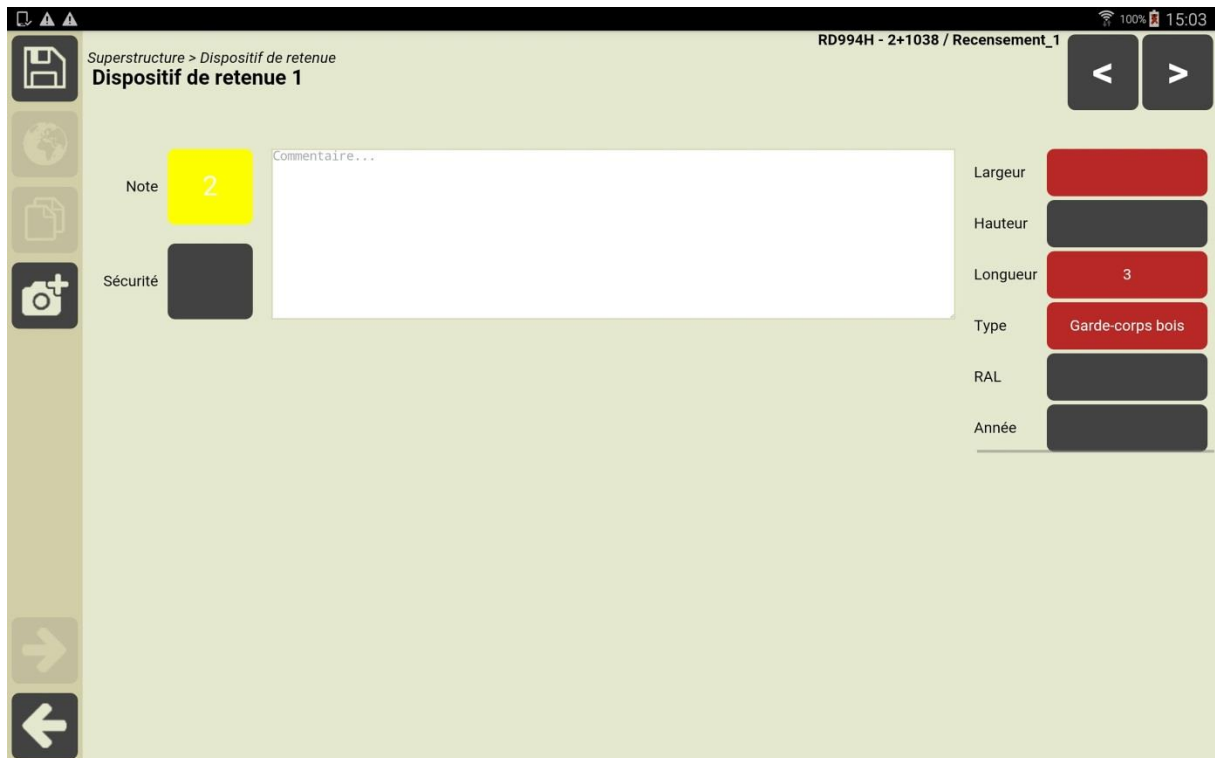 100% 15:03
RD994H - 2+1038 / Recensement_1
Superstructure > Dispositif de retenue
Dispositif de retenue 1
< >
Note 2
Commentaire...
Sécurité
Largeur
Hauteur
Longueur 3
Type Garde-corps bois
RAL
Année